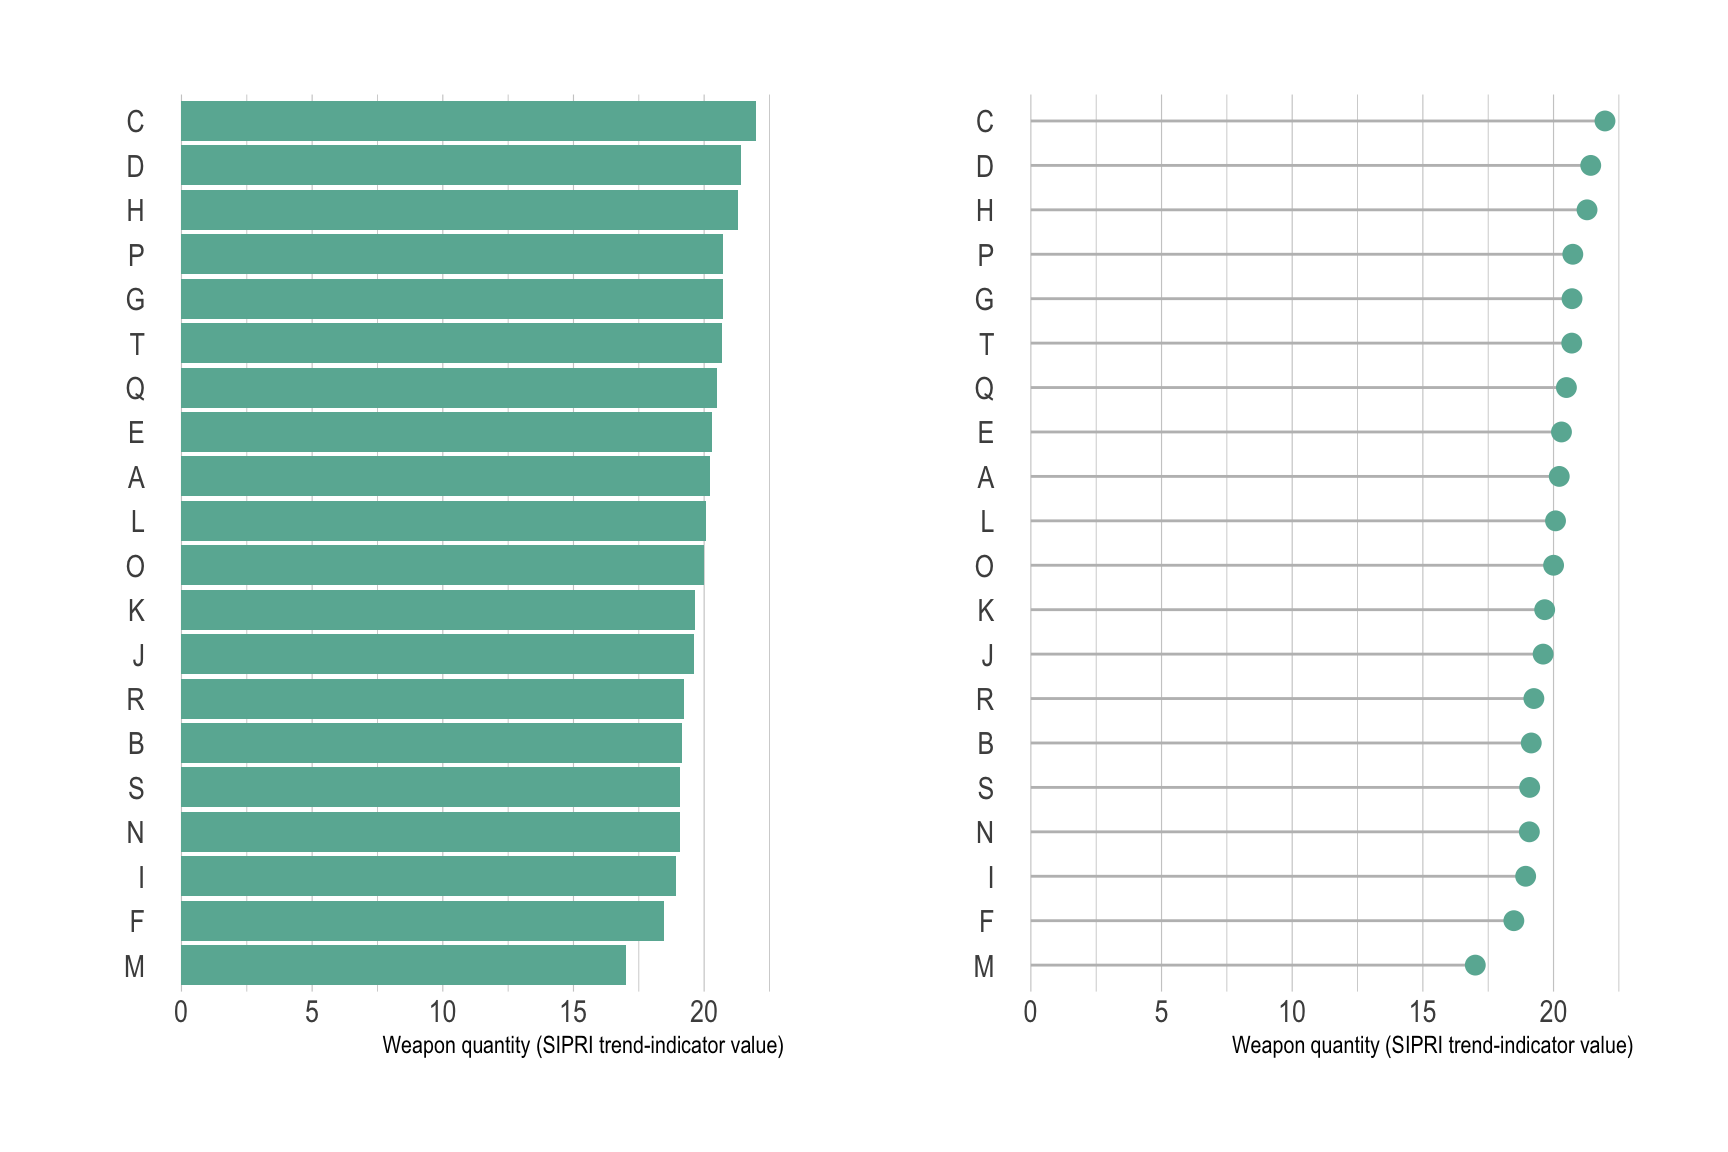 C
D
H
P
G
T
Q
E
A
L
O
K
J
R
B
S
N
I
F
M
0 5 10 15 20
Weapon quantity (SIPRI trend-indicator value)
C
D
H
P
G
T
Q
E
A
L
O
K
J
R
B
S
N
I
F
M
0 5 10 15 20
Weapon quantity (SIPRI trend-indicator value)